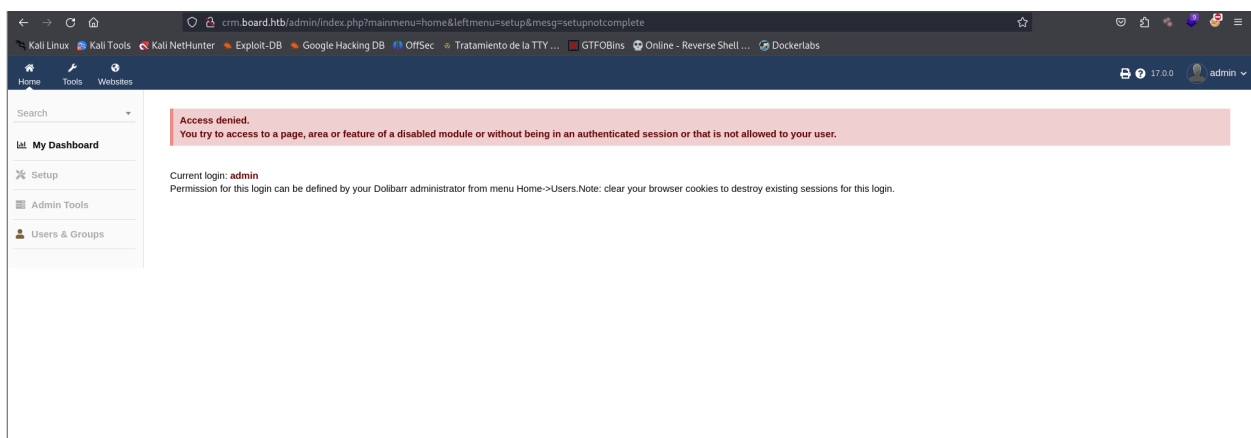 crm.board.htb/admin/index.php?mainmenu=home&leftmenu=setup&mesg=setupnotcomplete
Kali Linux Kali Tools Kali NetHunter Exploit-DB Google Hacking DB OffSec Tratamiento de la TTY ... GTFOBins Online - Reverse Shell ... Dockerlabs
Home Tools Websites 17.0.0 admin
Search
My Dashboard
Setup
Admin Tools
Users & Groups
Access denied.
You try to access to a page, area or feature of a disabled module or without being in an authenticated session or that is not allowed to your user.
Current login: admin
Permission for this login can be defined by your Dolibarr administrator from menu Home->Users.Note: clear your browser cookies to destroy existing sessions for this login.